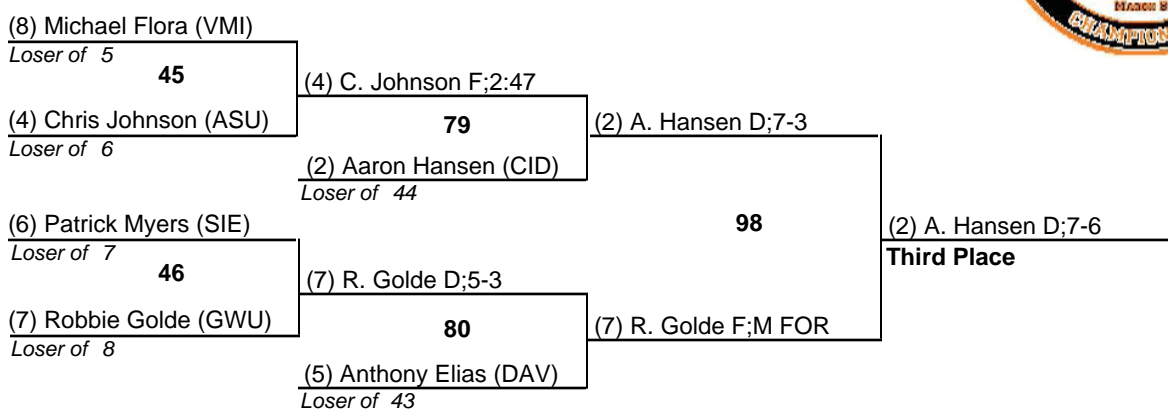 MARCH 8
CHAMPION
(8) Michael Flora (VMI)
Loser of 5
45
(4) C. Johnson F;2:47
(4) Chris Johnson (ASU)
Loser of 6
79
(2) A. Hansen D;7-3
(2) Aaron Hansen (CID)
Loser of 44
(6) Patrick Myers (SIE)
Loser of 7
98
(2) A. Hansen D;7-6
Third Place
46
(7) R. Golde D;5-3
(7) Robbie Golde (GWU)
Loser of 8
80
(7) R. Golde F;M FOR
(5) Anthony Elias (DAV)
Loser of 43